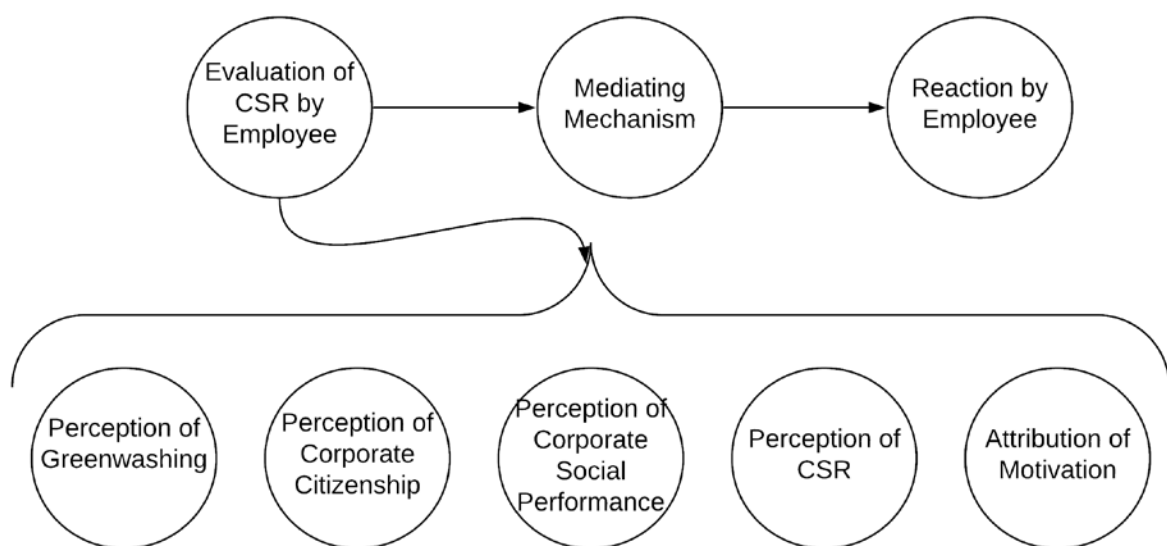 Evaluation of
CSR by
Employee
Mediating
Mechanism
Reaction by
Employee
Perception of
Greenwashing
Perception of
Corporate
Citizenship
Perception of
Corporate
Social
Performance
Perception of
CSR
Attribution of
Motivation